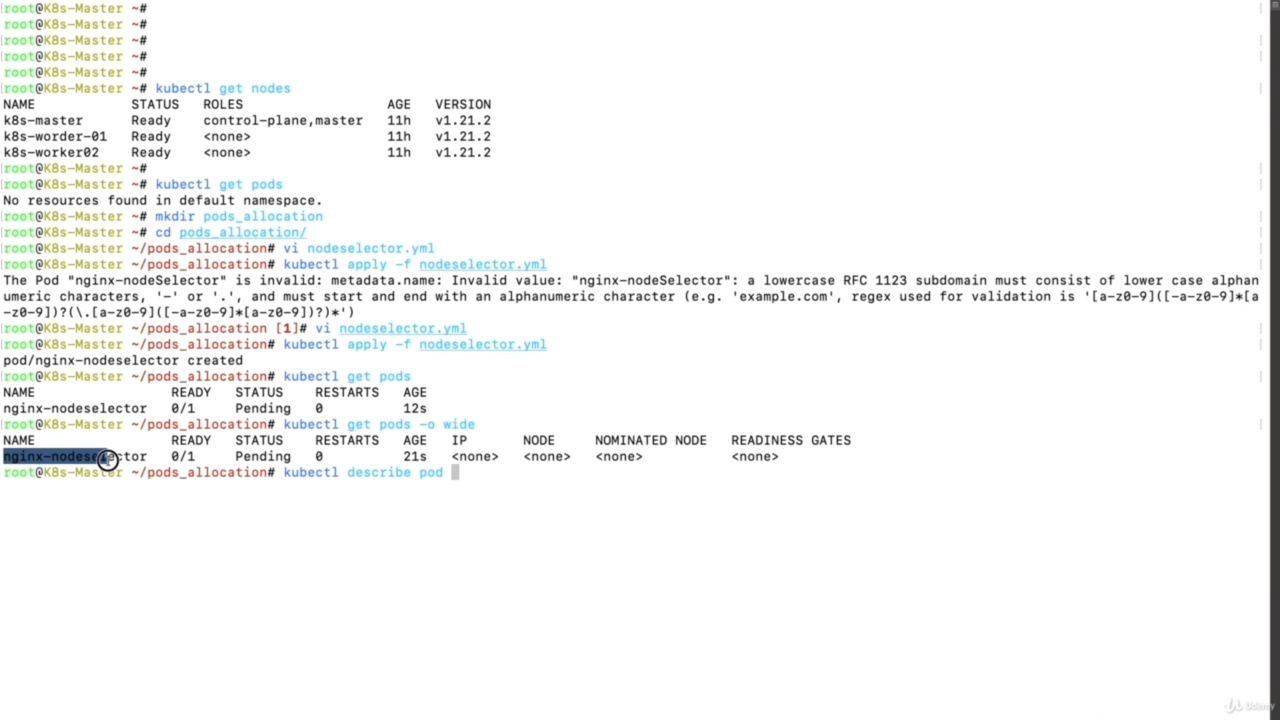 root@K8s-Master ~#
root@K8s-Master ~#
root@K8s-Master ~#
root@K8s-Master ~#
root@K8s-Master ~#
root@K8s-Master ~# kubectl get nodes
NAME STATUS ROLES AGE VERSION
k8s-master Ready control-plane,master 11h v1.21.2
k8s-worder-01 Ready <none> 11h v1.21.2
k8s-worker02 Ready <none> 11h v1.21.2
root@K8s-Master ~#
root@K8s-Master ~# kubectl get pods
No resources found in default namespace.
root@K8s-Master ~# mkdir pods_allocation
root@K8s-Master ~# cd pods_allocation/
root@K8s-Master ~/pods_allocation# vi nodeselector.yml
root@K8s-Master ~/pods_allocation# kubectl apply -f nodeselector.yml
The Pod "nginx-nodeSelector" is invalid: metadata.name: Invalid value: "nginx-nodeSelector": a lowercase RFC 1123 subdomain must consist of lower case alphan
umeric characters, '-' or '.', and must start and end with an alphanumeric character (e.g. 'example.com', regex used for validation is '[a-z0-9]([-a-z0-9]*[a
-z0-9])?(\.[a-z0-9]([-a-z0-9]*[a-z0-9])?)*')
root@K8s-Master ~/pods_allocation [1]# vi nodeselector.yml
root@K8s-Master ~/pods_allocation# kubectl apply -f nodeselector.yml
pod/nginx-nodeselector created
root@K8s-Master ~/pods_allocation# kubectl get pods
NAME READY STATUS RESTARTS AGE
nginx-nodeselector 0/1 Pending 0 12s
root@K8s-Master ~/pods_allocation# kubectl get pods -o wide
NAME READY STATUS RESTARTS AGE IP NODE NOMINATED NODE READINESS GATES
nginx-nodeselector 0/1 Pending 0 21s <none> <none> <none> <none>
root@K8s-Master ~/pods_allocation# kubectl describe pod
Udemy